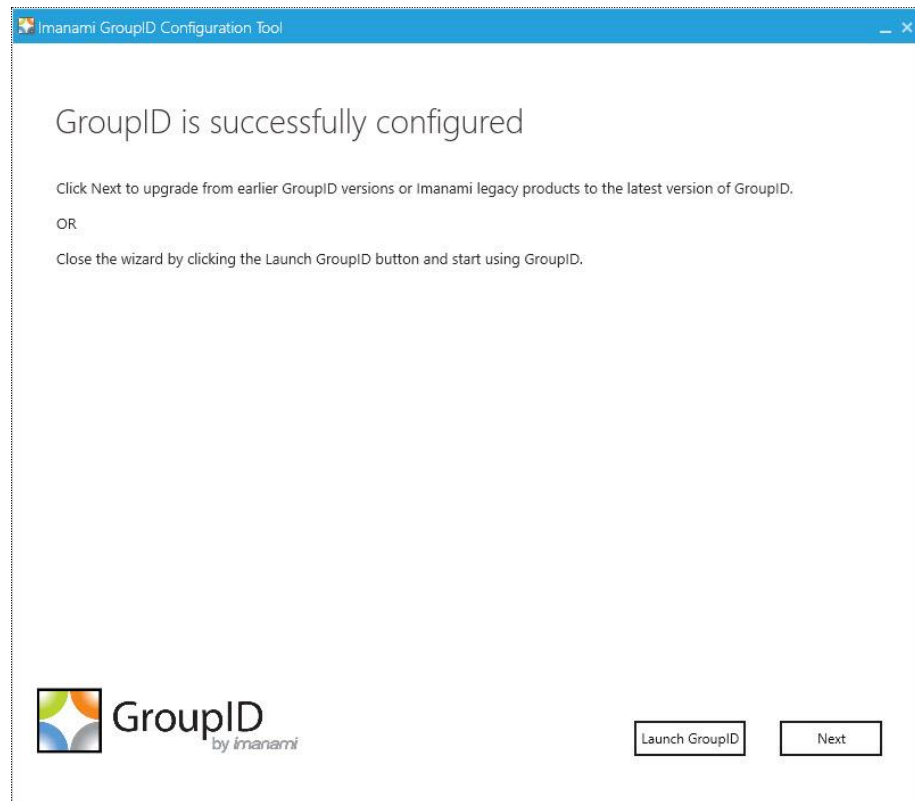 Imanami GroupID Configuration Tool
GroupID is successfully configured
Click Next to upgrade from earlier GroupID versions or Imanami legacy products to the latest version of GroupID.
OR
Close the wizard by clicking the Launch GroupID button and start using GroupID.
GroupID
by imanami
Launch GroupID
Next